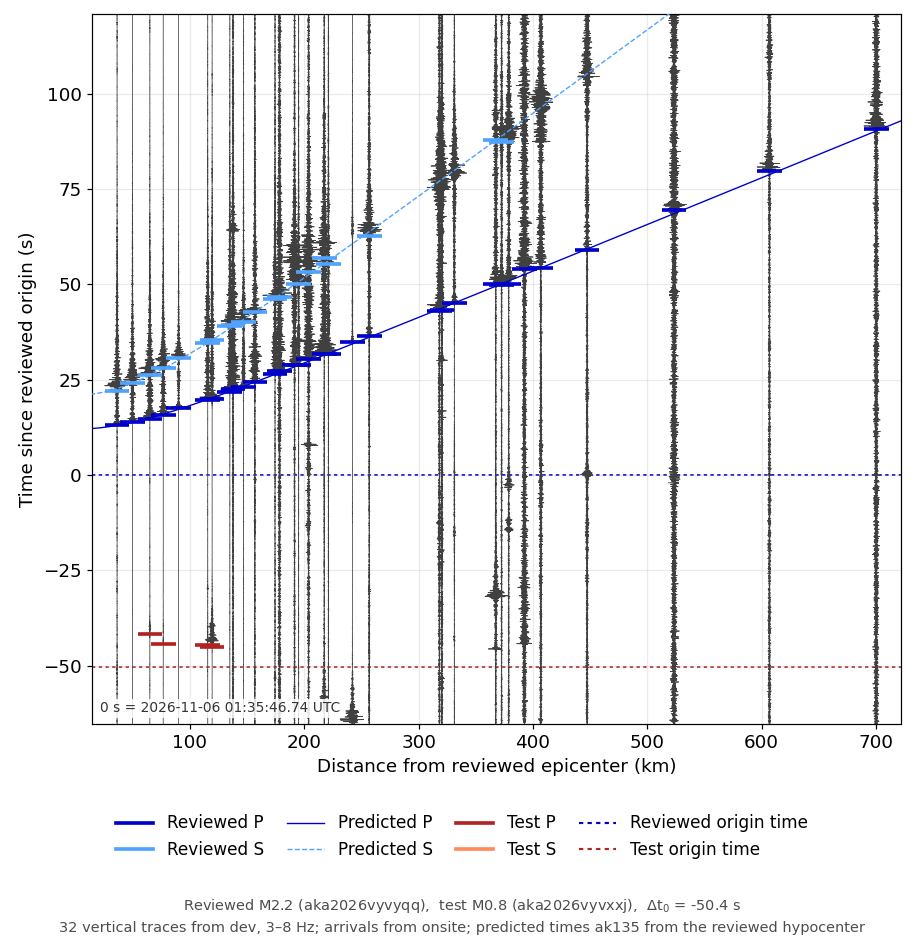 100
75
50
25
0
−25
−50
Time since reviewed origin (s)
0 s = 2026-11-06 01:35:46.74 UTC
100 200 300 400 500 600 700
Distance from reviewed epicenter (km)
Reviewed P Predicted P Test P Reviewed origin time
Reviewed S Predicted S Test S Test origin time
Reviewed M2.2 (aka2026vyvyqq), test M0.8 (aka2026vyvxxj), Δt₀ = -50.4 s
32 vertical traces from dev, 3–8 Hz; arrivals from onsite; predicted times ak135 from the reviewed hypocenter